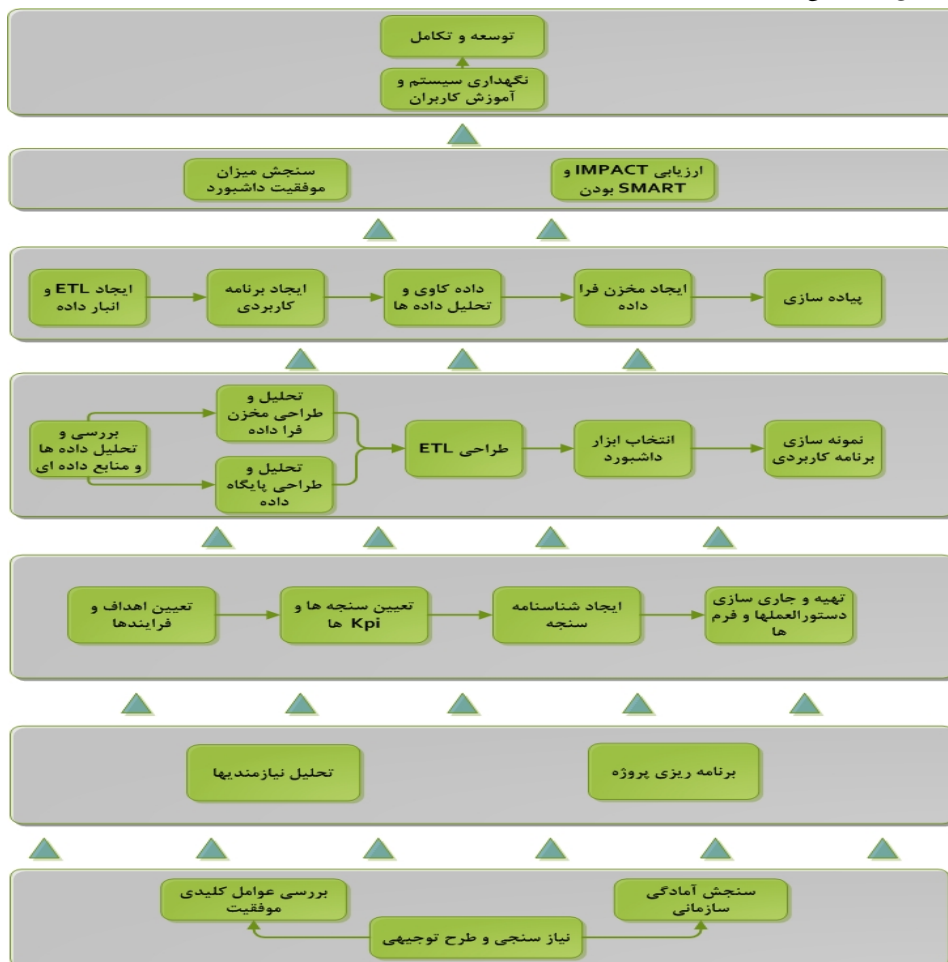 توسعه و تکامل
نگهداری سیستم و
آموزش کاربران
سنجش میزان
موفقیت داشبورد
ارزیابی IMPACT و
SMART بودن
ایجاد ETL و
انبار داده
ایجاد برنامه
کاربردی
داده کاوی و
تحلیل داده ها
ایجاد مخزن فرا
داده
پیاده سازی
بررسی و
تحلیل داده ها
و منابع داده ای
تحلیل و
طراحی مخزن
فرا داده
تحلیل و
طراحی پایگاه
داده
طراحی ETL
انتخاب ابزار
داشبورد
نمونه سازی
برنامه کاربردی
تعیین اهداف و
فرایندها
تعیین سنجه ها و
Kpi ها
ایجاد شناسنامه
سنجه
تهیه و جاری سازی
دستورالعملها و فرم
ها
تحلیل نیازمندیها
برنامه ریزی پروژه
بررسی عوامل کلیدی
موفقیت
سنجش آمادگی
سازمانی
نیاز سنجی و طرح توجیهی